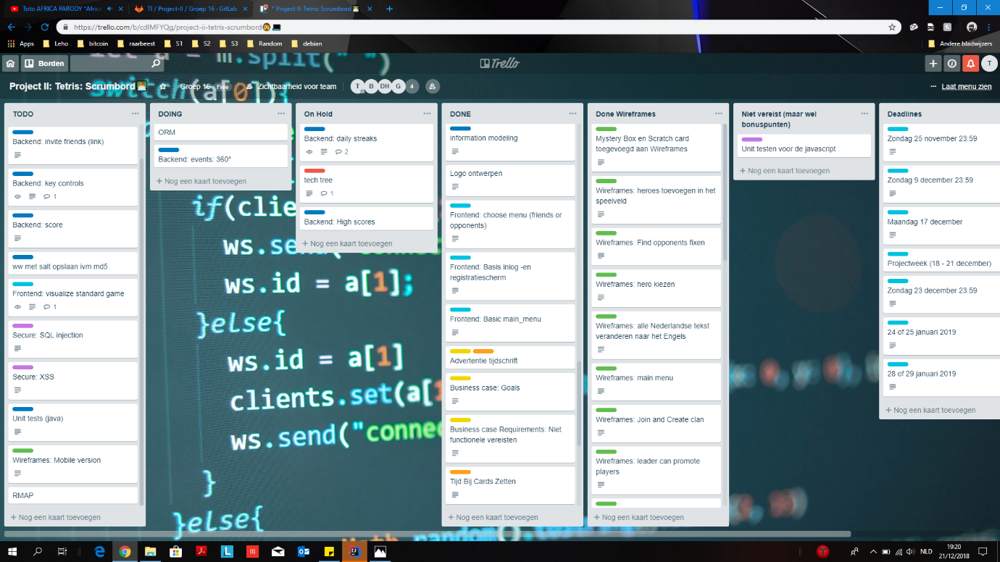 Toto AFRICA PARODY "Africa
TI / Project-II / Groep 16 · GitLab
* Project II: Tetris: Scrumbord
https://trello.com/b/cdIMFYQg/project-ii-tetris-scrumbord
Apps
Leho
bitcoin
raarbeest
S1
S2
S3
Random
debian
Andere bladwijzers
Borden
Trello
T
Project II: Tetris: Scrumbord
Groep 16
Free
Zichtbaarheid voor team
T
B
DH
G
4
Laat menu zien
TODO
Backend: invite friends (link)
Backend: key controls
1
Backend: score
ww met salt opslaan ivm md5
Frontend: visualize standard game
1
Secure: SQL injection
Secure: XSS
Unit tests (java)
Wireframes: Mobile version
RMAP
+ Nog een kaart toevoegen
DOING
ORM
Backend: events: 360°
+ Nog een kaart toevoegen
On Hold
Backend: daily streaks
2
tech tree
1
Backend: High scores
+ Nog een kaart toevoegen
DONE
information modeling
Logo ontwerpen
Frontend: choose menu (friends or
opponents)
Frontend: Basis inlog -en
registratiescherm
Frontend: Basic main_menu
Advertentie tijdschrift
Business case: Goals
Business case Requirements: Niet
functionele vereisten
Tijd Bij Cards Zetten
+ Nog een kaart toevoegen
Done Wireframes
Mystery Box en Scratch card
toegevoegd aan Wireframes
Wireframes: heroes toevoegen in het
speelveld
Wireframes: Find opponents fixen
Wireframes: hero kiezen
Wireframes: alle Nederlandse tekst
veranderen naar het Engels
Wireframes: main menu
Wireframes: Join and Create clan
Wireframes: leader can promote
players
+ Nog een kaart toevoegen
Niet vereist (maar wel
bonuspunten)
Unit testen voor de javascript
+ Nog een kaart toevoegen
Deadlines
Zondag 25 november 23:59
Zondag 9 december 23:59
Maandag 17 december
Projectweek (18 - 21 december)
Zondag 23 december 23:59
24 of 25 januari 2019
28 of 29 januari 2019
+ Nog een kaart toevoegen
m.split(" ")
switch(a[0]){
if(clie
ws.send("connec
ws.id = a[1];
}else{
ws.id = a[1]
clients.set(a[1
ws.send("connec
}
}else{
NLD
19:20
21/12/2018